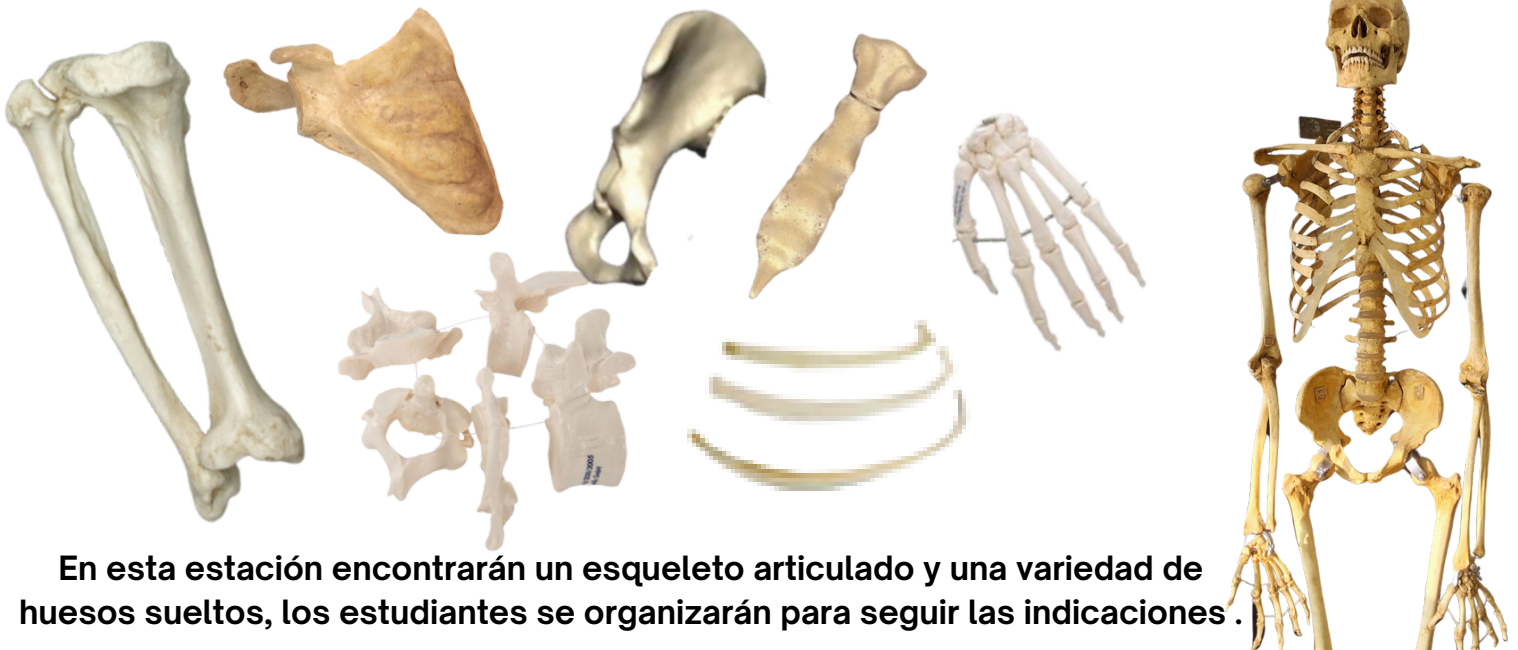 En esta estación encontrarán un esqueleto articulado y una variedad de
huesos sueltos, los estudiantes se organizarán para seguir las indicaciones .